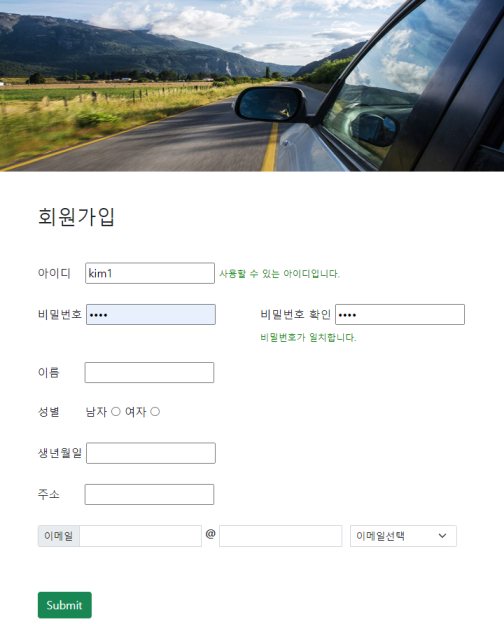 회원가입
아이디 kim1 사용할 수 있는 아이디입니다.
비밀번호 •••• 비밀번호 확인 ••••
비밀번호가 일치합니다.
이름
성별 남자 여자
생년월일
주소
이메일 @ 이메일선택
Submit